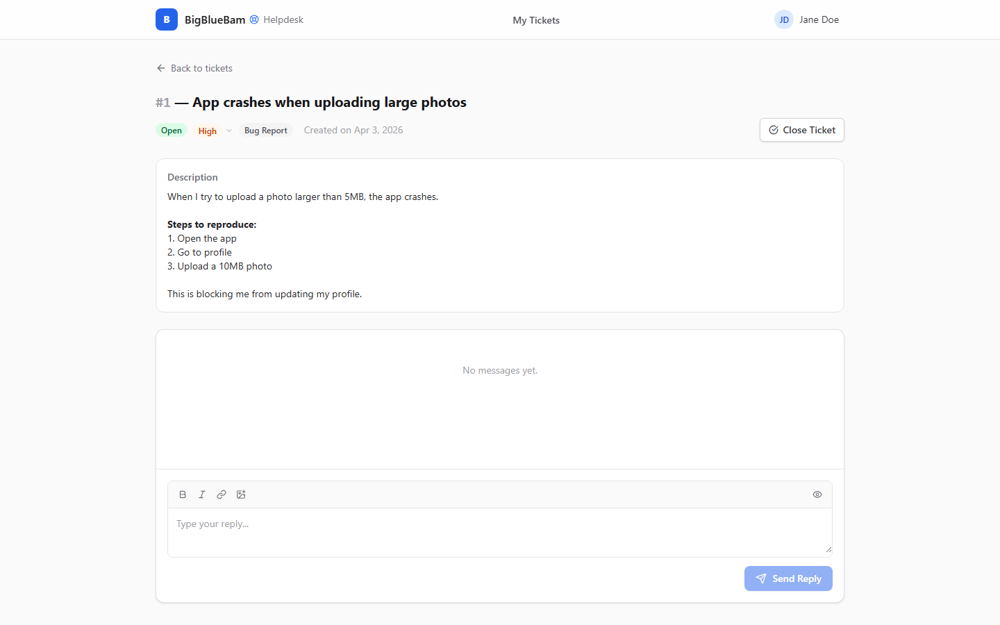 B BigBlueBam Helpdesk My Tickets JD Jane Doe
Back to tickets
#1 — App crashes when uploading large photos
Open High Bug Report Created on Apr 3, 2026 Close Ticket
Description
When I try to upload a photo larger than 5MB, the app crashes.
Steps to reproduce:
1. Open the app
2. Go to profile
3. Upload a 10MB photo
This is blocking me from updating my profile.
No messages yet.
Type your reply...
Send Reply